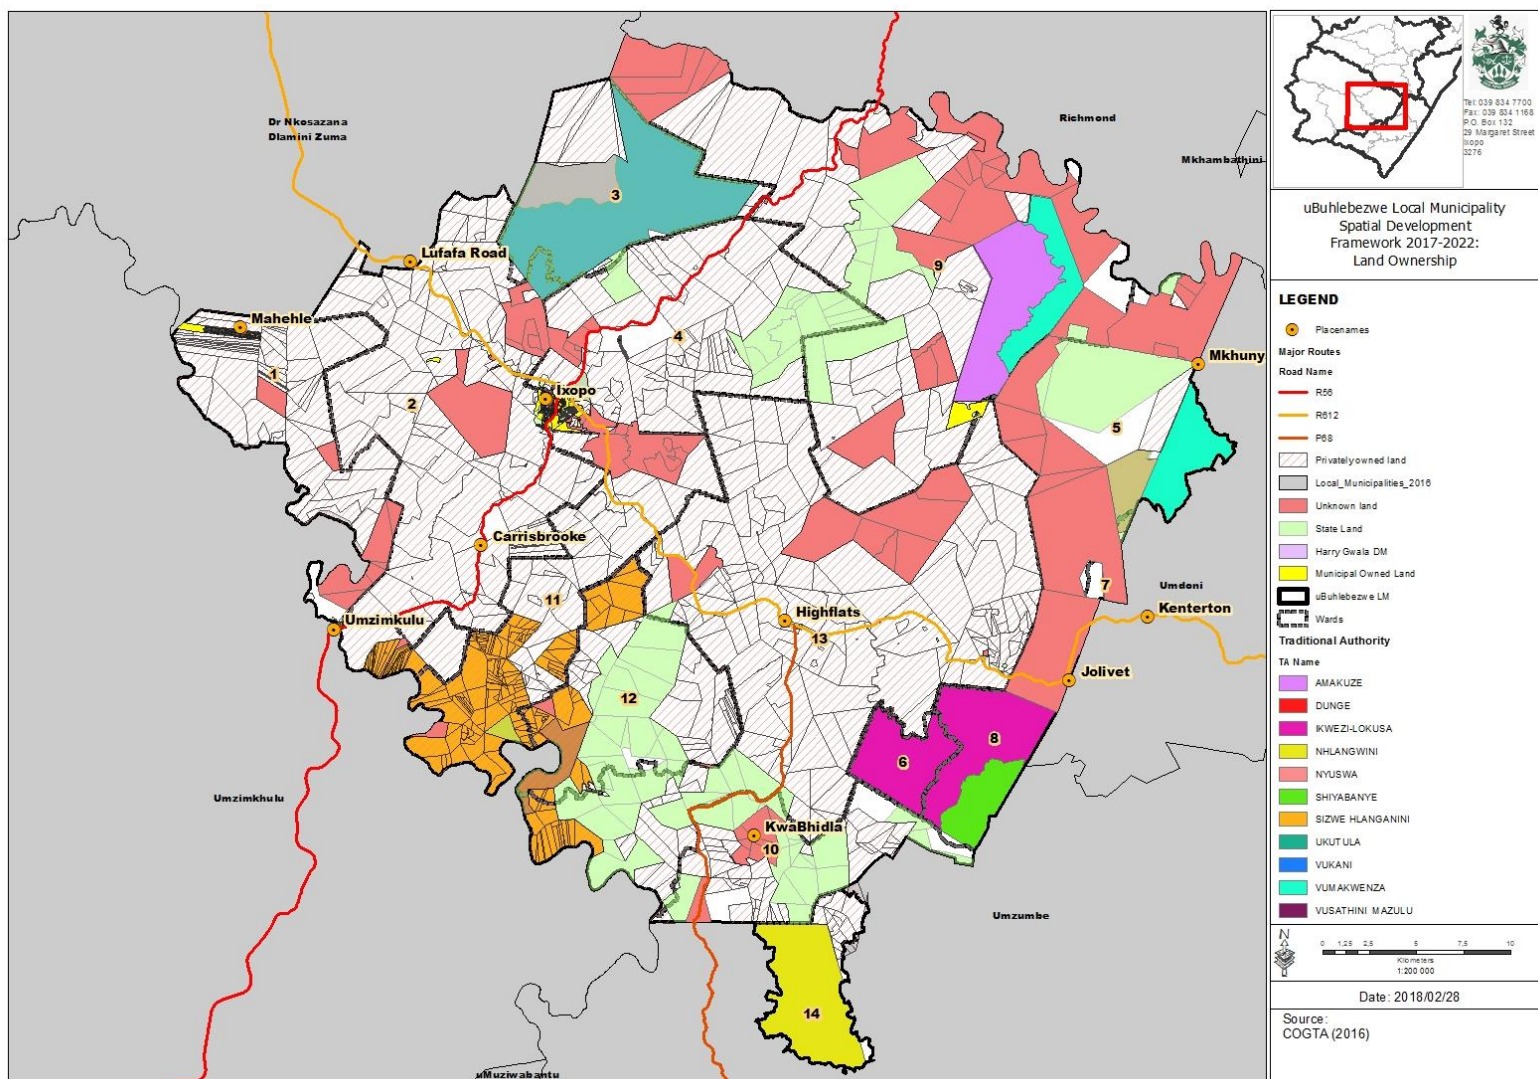 Dr Nkosazana
Dlamini Zuma
Richmond
Mkhambathini
3
Lufafa Road
9
Mahehle
4
Mkhuny
1
2
Ixopo
5
Carrisbrooke
7
Umdoni
11
Highflats
Kenterton
Umzimkulu
13
Jolivet
12
8
6
Umzimkhulu
KwaBhidla
10
Umzumbe
14
uMuziwabantu
Tel: 039 834 7700
Fax: 039 834 1168
P.O. Box 132
29 Margaret Street
Ixopo
3276
uBuhlebezwe Local Municipality
Spatial Development
Framework 2017-2022:
Land Ownership
LEGEND
Placenames
Major Routes
Road Name
R56
R612
P68
Privately owned land
Local_Municipalities_2016
Unknown land
State Land
Harry Gwala DM
Municipal Owned Land
uBuhlebezwe LM
Wards
Traditional Authority
TA Name
AMAKUZE
DUNGE
IKWEZI-LOKUSA
NHLANGWINI
NYUSWA
SHIYABANYE
SIZWE HLANGANINI
UKUTULA
VUKANI
VUMAKWENZA
VUSATHINI MAZULU
N
0 1,25 2,5 5 7,5 10
Kilometers
1:200 000
Date: 2018/02/28
Source:
COGTA (2016)